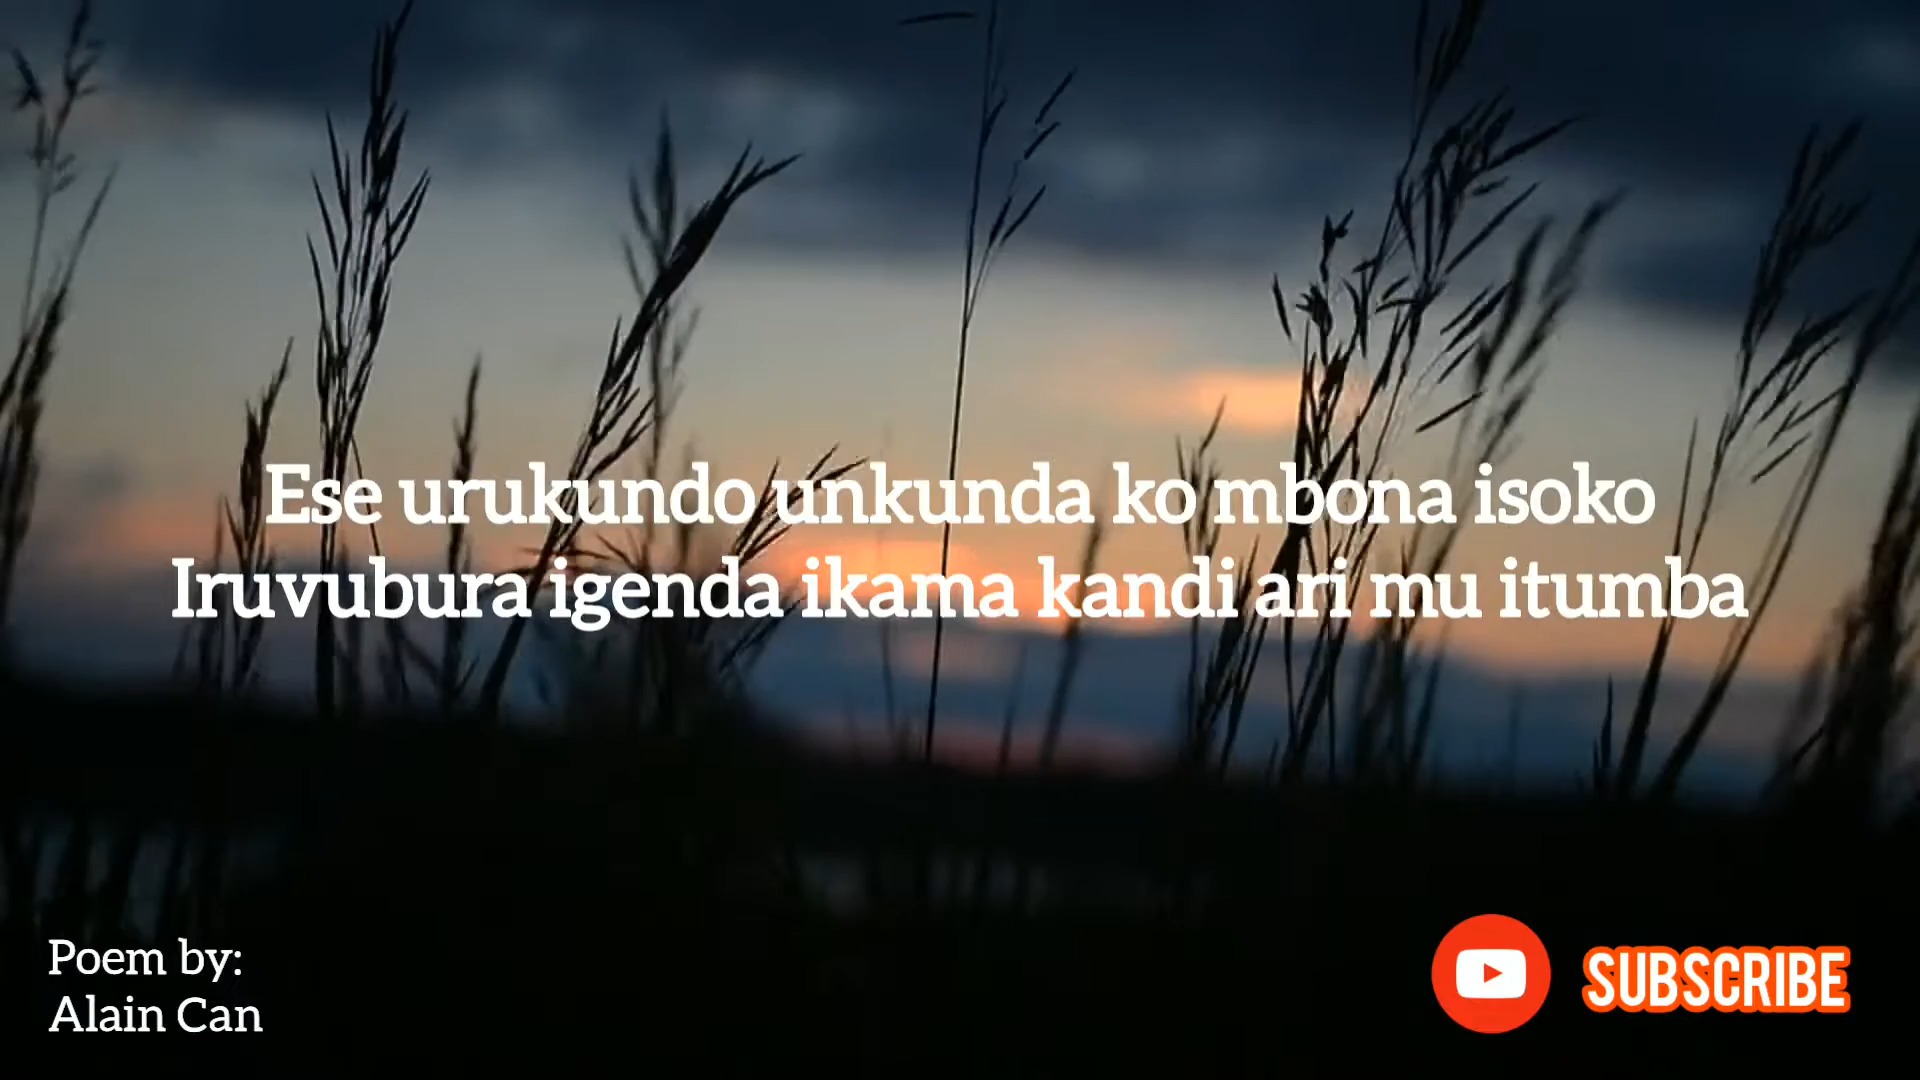 Ese urukundo unkunda ko mbona isoko
Iruvubura igenda ikama kandi ari mu itumba
Poem by:
Alain Can
SUBSCRIBE